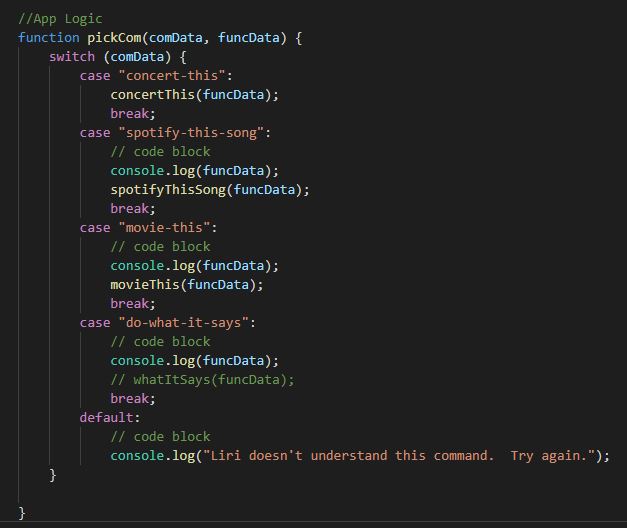 //App Logic
function pickCom(comData, funcData) {
    switch (comData) {
        case "concert-this":
            concertThis(funcData);
            break;
        case "spotify-this-song":
            // code block
            console.log(funcData);
            spotifyThisSong(funcData);
            break;
        case "movie-this":
            // code block
            console.log(funcData);
            movieThis(funcData);
            break;
        case "do-what-it-says":
            // code block
            console.log(funcData);
            // whatItSays(funcData);
            break;
        default:
            // code block
            console.log("Liri doesn't understand this command.  Try again.");
    }

}